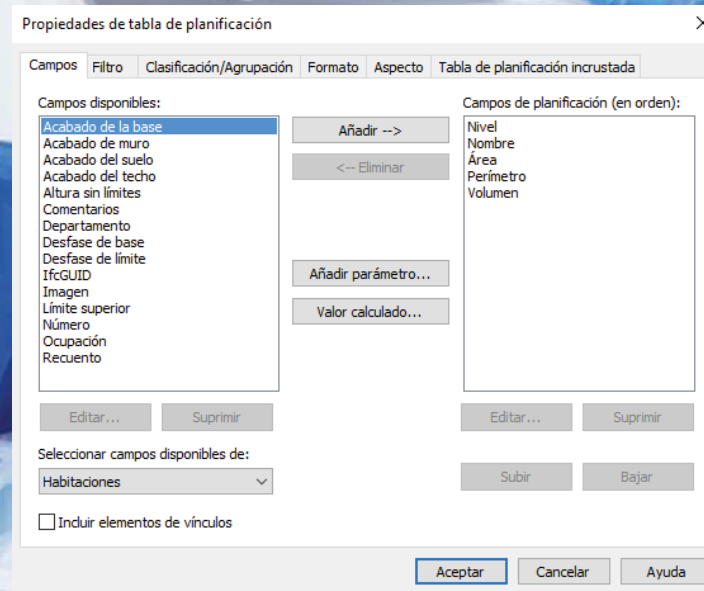 Propiedades de tabla de planificación
Campos Filtro Clasificación/Agrupación Formato Aspecto Tabla de planificación incrustada
Campos disponibles:
Acabado de la base
Acabado de muro
Acabado del suelo
Acabado del techo
Altura sin límites
Comentarios
Departamento
Desfase de base
Desfase de límite
IfcGUID
Imagen
Límite superior
Número
Ocupación
Recuento
Editar... Suprimir
Seleccionar campos disponibles de:
Habitaciones
Incluir elementos de vínculos
Añadir -->
<-- Eliminar
Añadir parámetro...
Valor calculado...
Campos de planificación (en orden):
Nivel
Nombre
Área
Perímetro
Volumen
Editar... Suprimir
Subir Bajar
Aceptar Cancelar Ayuda